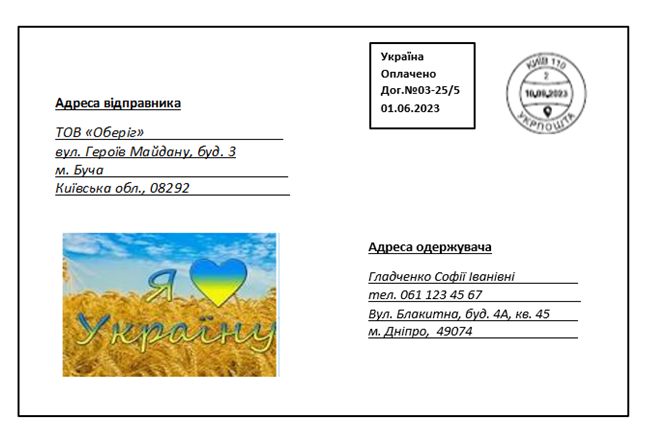 Україна
Оплачено
Дог.№03-25/5
01.06.2023
КИЇВ 110
2
10.06.2023
УКРПОШТА
Адреса відправника
ТОВ «Оберіг»
вул. Героїв Майдану, буд. 3
м. Буча
Київська обл., 08292
Я
Україну
Адреса одержувача
Гладченко Софії Іванівні
тел. 061 123 45 67
Вул. Блакитна, буд. 4А, кв. 45
м. Дніпро, 49074